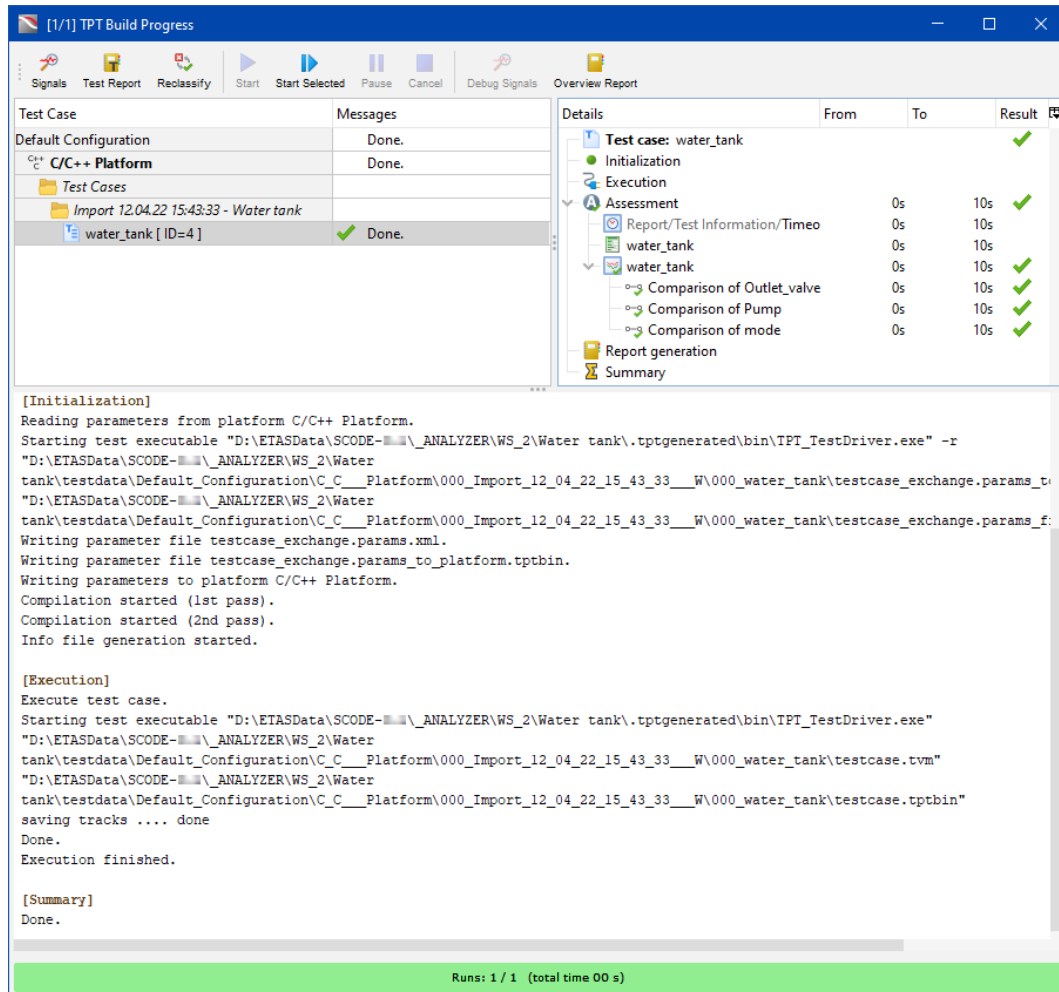 [1/1] TPT Build Progress
Signals Test Report Reclassify Start Start Selected Pause Cancel Debug Signals Overview Report
Test Case Messages
Default Configuration Done.
C++ C C/C++ Platform Done.
Test Cases
Import 12.04.22 15:43:33 - Water tank
water_tank [ ID=4 ] Done.
Details From To Result
Test case: water_tank
Initialization
Execution
Assessment 0s 10s
Report/Test Information/Timeo 0s 10s
water_tank 0s 10s
water_tank 0s 10s
Comparison of Outlet_valve 0s 10s
Comparison of Pump 0s 10s
Comparison of mode 0s 10s
Report generation
Summary
[Initialization]
Reading parameters from platform C/C++ Platform.
Starting test executable "D:\ETASData\SCODE-\_ANALYZER\WS_2\Water tank\.tptgenerated\bin\TPT_TestDriver.exe" -r
"D:\ETASData\SCODE-\_ANALYZER\WS_2\Water
tank\testdata\Default_Configuration\C_C___Platform\000_Import_12_04_22_15_43_33___W\000_water_tank\testcase_exchange.params_to
"D:\ETASData\SCODE-\_ANALYZER\WS_2\Water
tank\testdata\Default_Configuration\C_C___Platform\000_Import_12_04_22_15_43_33___W\000_water_tank\testcase_exchange.params_f
Writing parameter file testcase_exchange.params.xml.
Writing parameter file testcase_exchange.params_to_platform.tptbin.
Writing parameters to platform C/C++ Platform.
Compilation started (1st pass).
Compilation started (2nd pass).
Info file generation started.
[Execution]
Execute test case.
Starting test executable "D:\ETASData\SCODE-\_ANALYZER\WS_2\Water tank\.tptgenerated\bin\TPT_TestDriver.exe"
"D:\ETASData\SCODE-\_ANALYZER\WS_2\Water
tank\testdata\Default_Configuration\C_C___Platform\000_Import_12_04_22_15_43_33___W\000_water_tank\testcase.tvm"
"D:\ETASData\SCODE-\_ANALYZER\WS_2\Water
tank\testdata\Default_Configuration\C_C___Platform\000_Import_12_04_22_15_43_33___W\000_water_tank\testcase.tptbin"
saving tracks .... done
Done.
Execution finished.
[Summary]
Done.
Runs: 1 / 1 (total time 00 s)